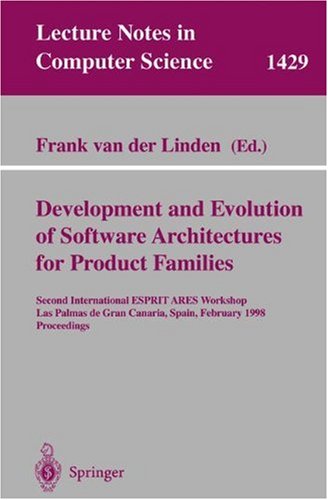 Lecture Notes in
Computer Science 1429
Frank van der Linden (Ed.)
Development and Evolution
of Software Architectures
for Product Families
Second International ESPRIT ARES Workshop
Las Palmas de Gran Canaria, Spain, February 1998
Proceedings
Springer